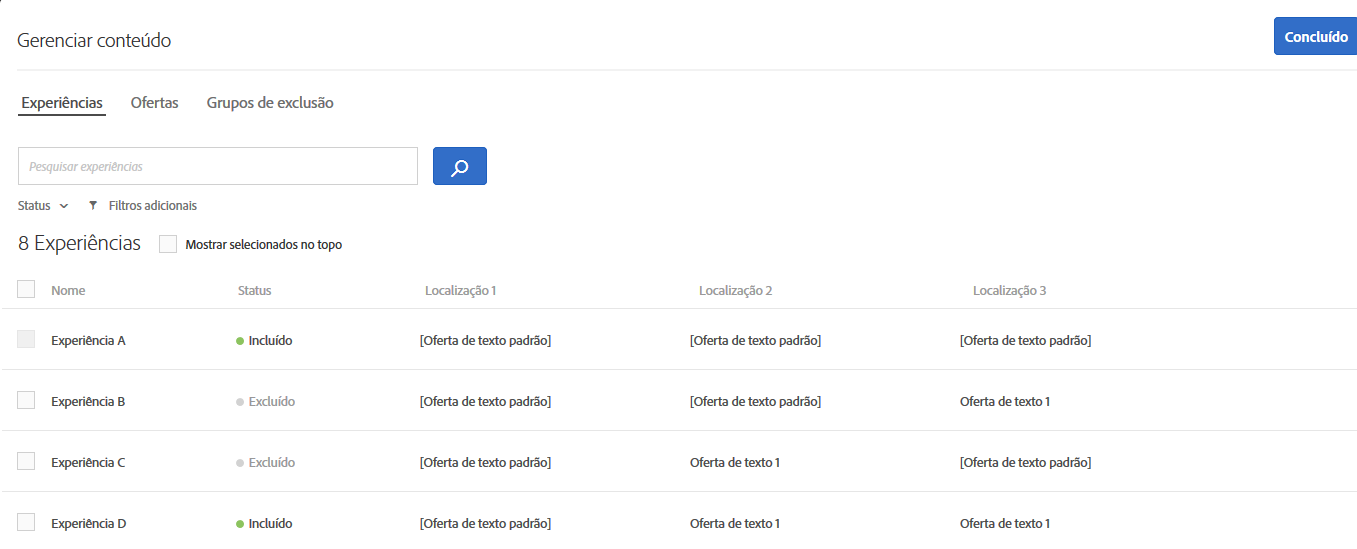 Gerenciar conteúdo
Concluído
Experiências Ofertas Grupos de exclusão
Pesquisar experiências
Status Filtros adicionais
8 Experiências Mostrar selecionados no topo
Nome Status Localização 1 Localização 2 Localização 3
Experiência A Incluído [Oferta de texto padrão] [Oferta de texto padrão] [Oferta de texto padrão]
Experiência B Excluído [Oferta de texto padrão] [Oferta de texto padrão] Oferta de texto 1
Experiência C Excluído [Oferta de texto padrão] Oferta de texto 1 [Oferta de texto padrão]
Experiência D Incluído [Oferta de texto padrão] Oferta de texto 1 Oferta de texto 1